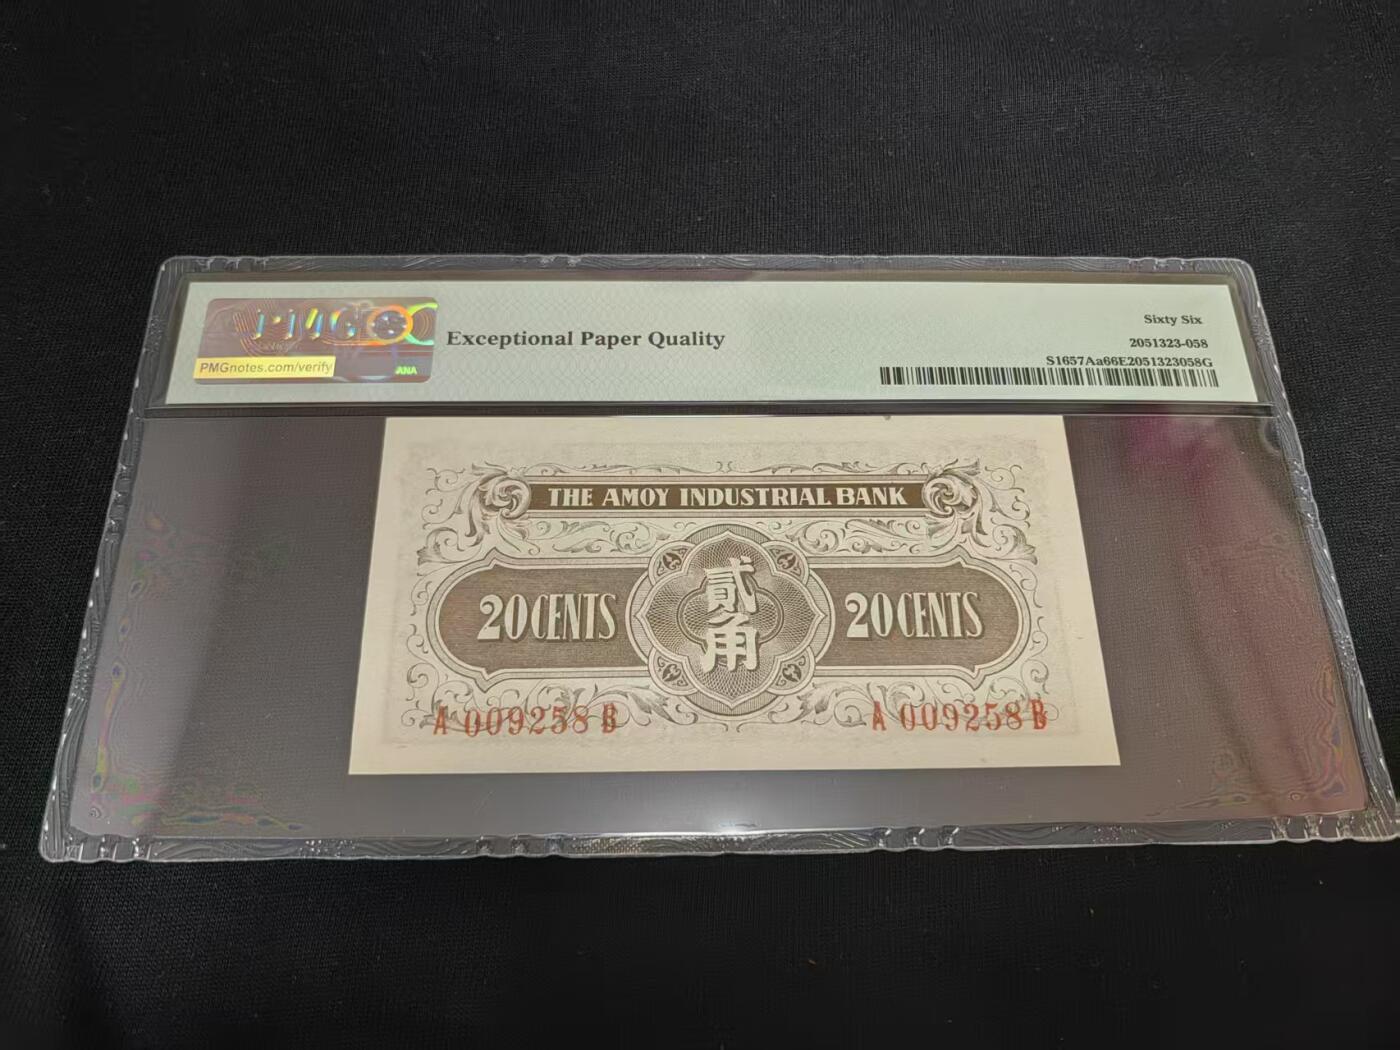 PMG
PMGnotes.com/verify
ANA
Exceptional Paper Quality
Sixty Six
2051323-058
S1657Aa66E2051323058G
THE AMOY INDUSTRIAL BANK
20 CENTS
貳角
20 CENTS
A 009258 B
A 009258 B